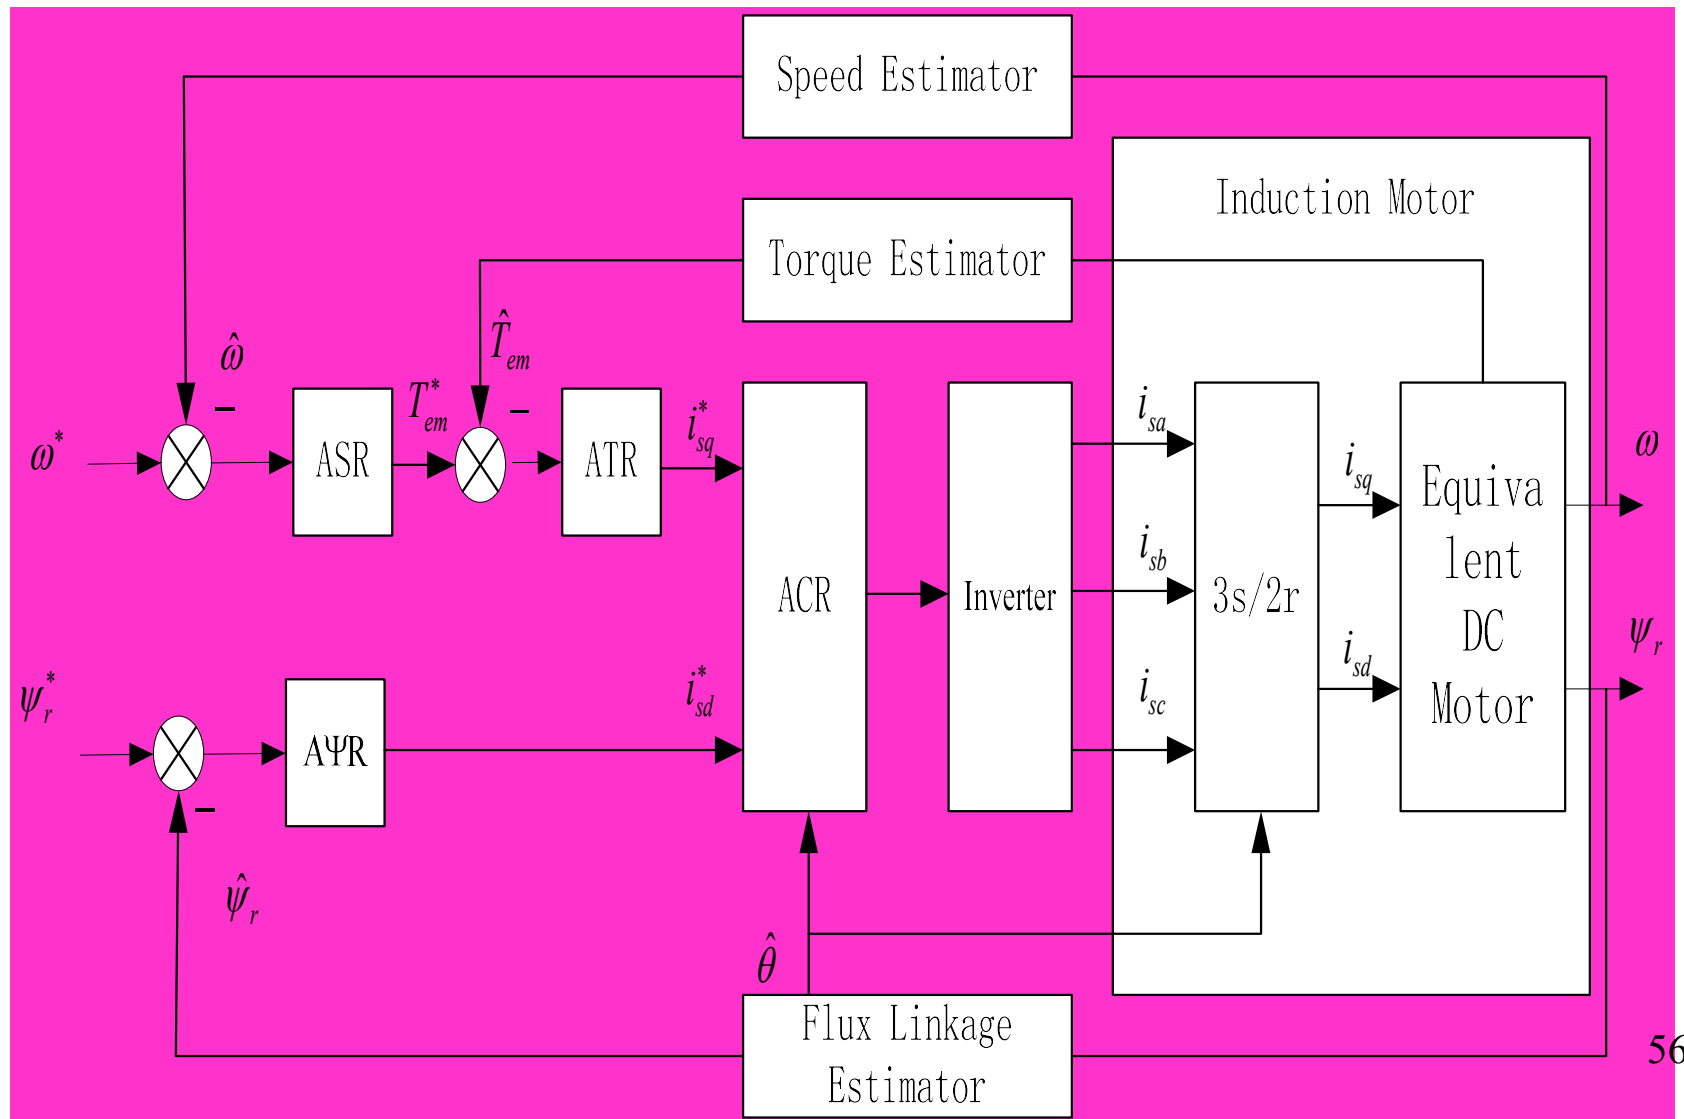 Speed Estimator
Induction Motor
Torque Estimator
ω̂
T̂em
ω*
−
ASR
T*em
−
ATR
i*sq
ACR
Inverter
isa
isb
isc
3s/2r
isq
isd
Equiva
lent
DC
Motor
ω
ψr
ψ*r
−
AΨR
i*sd
ψ̂r
θ̂
Flux Linkage
Estimator
56